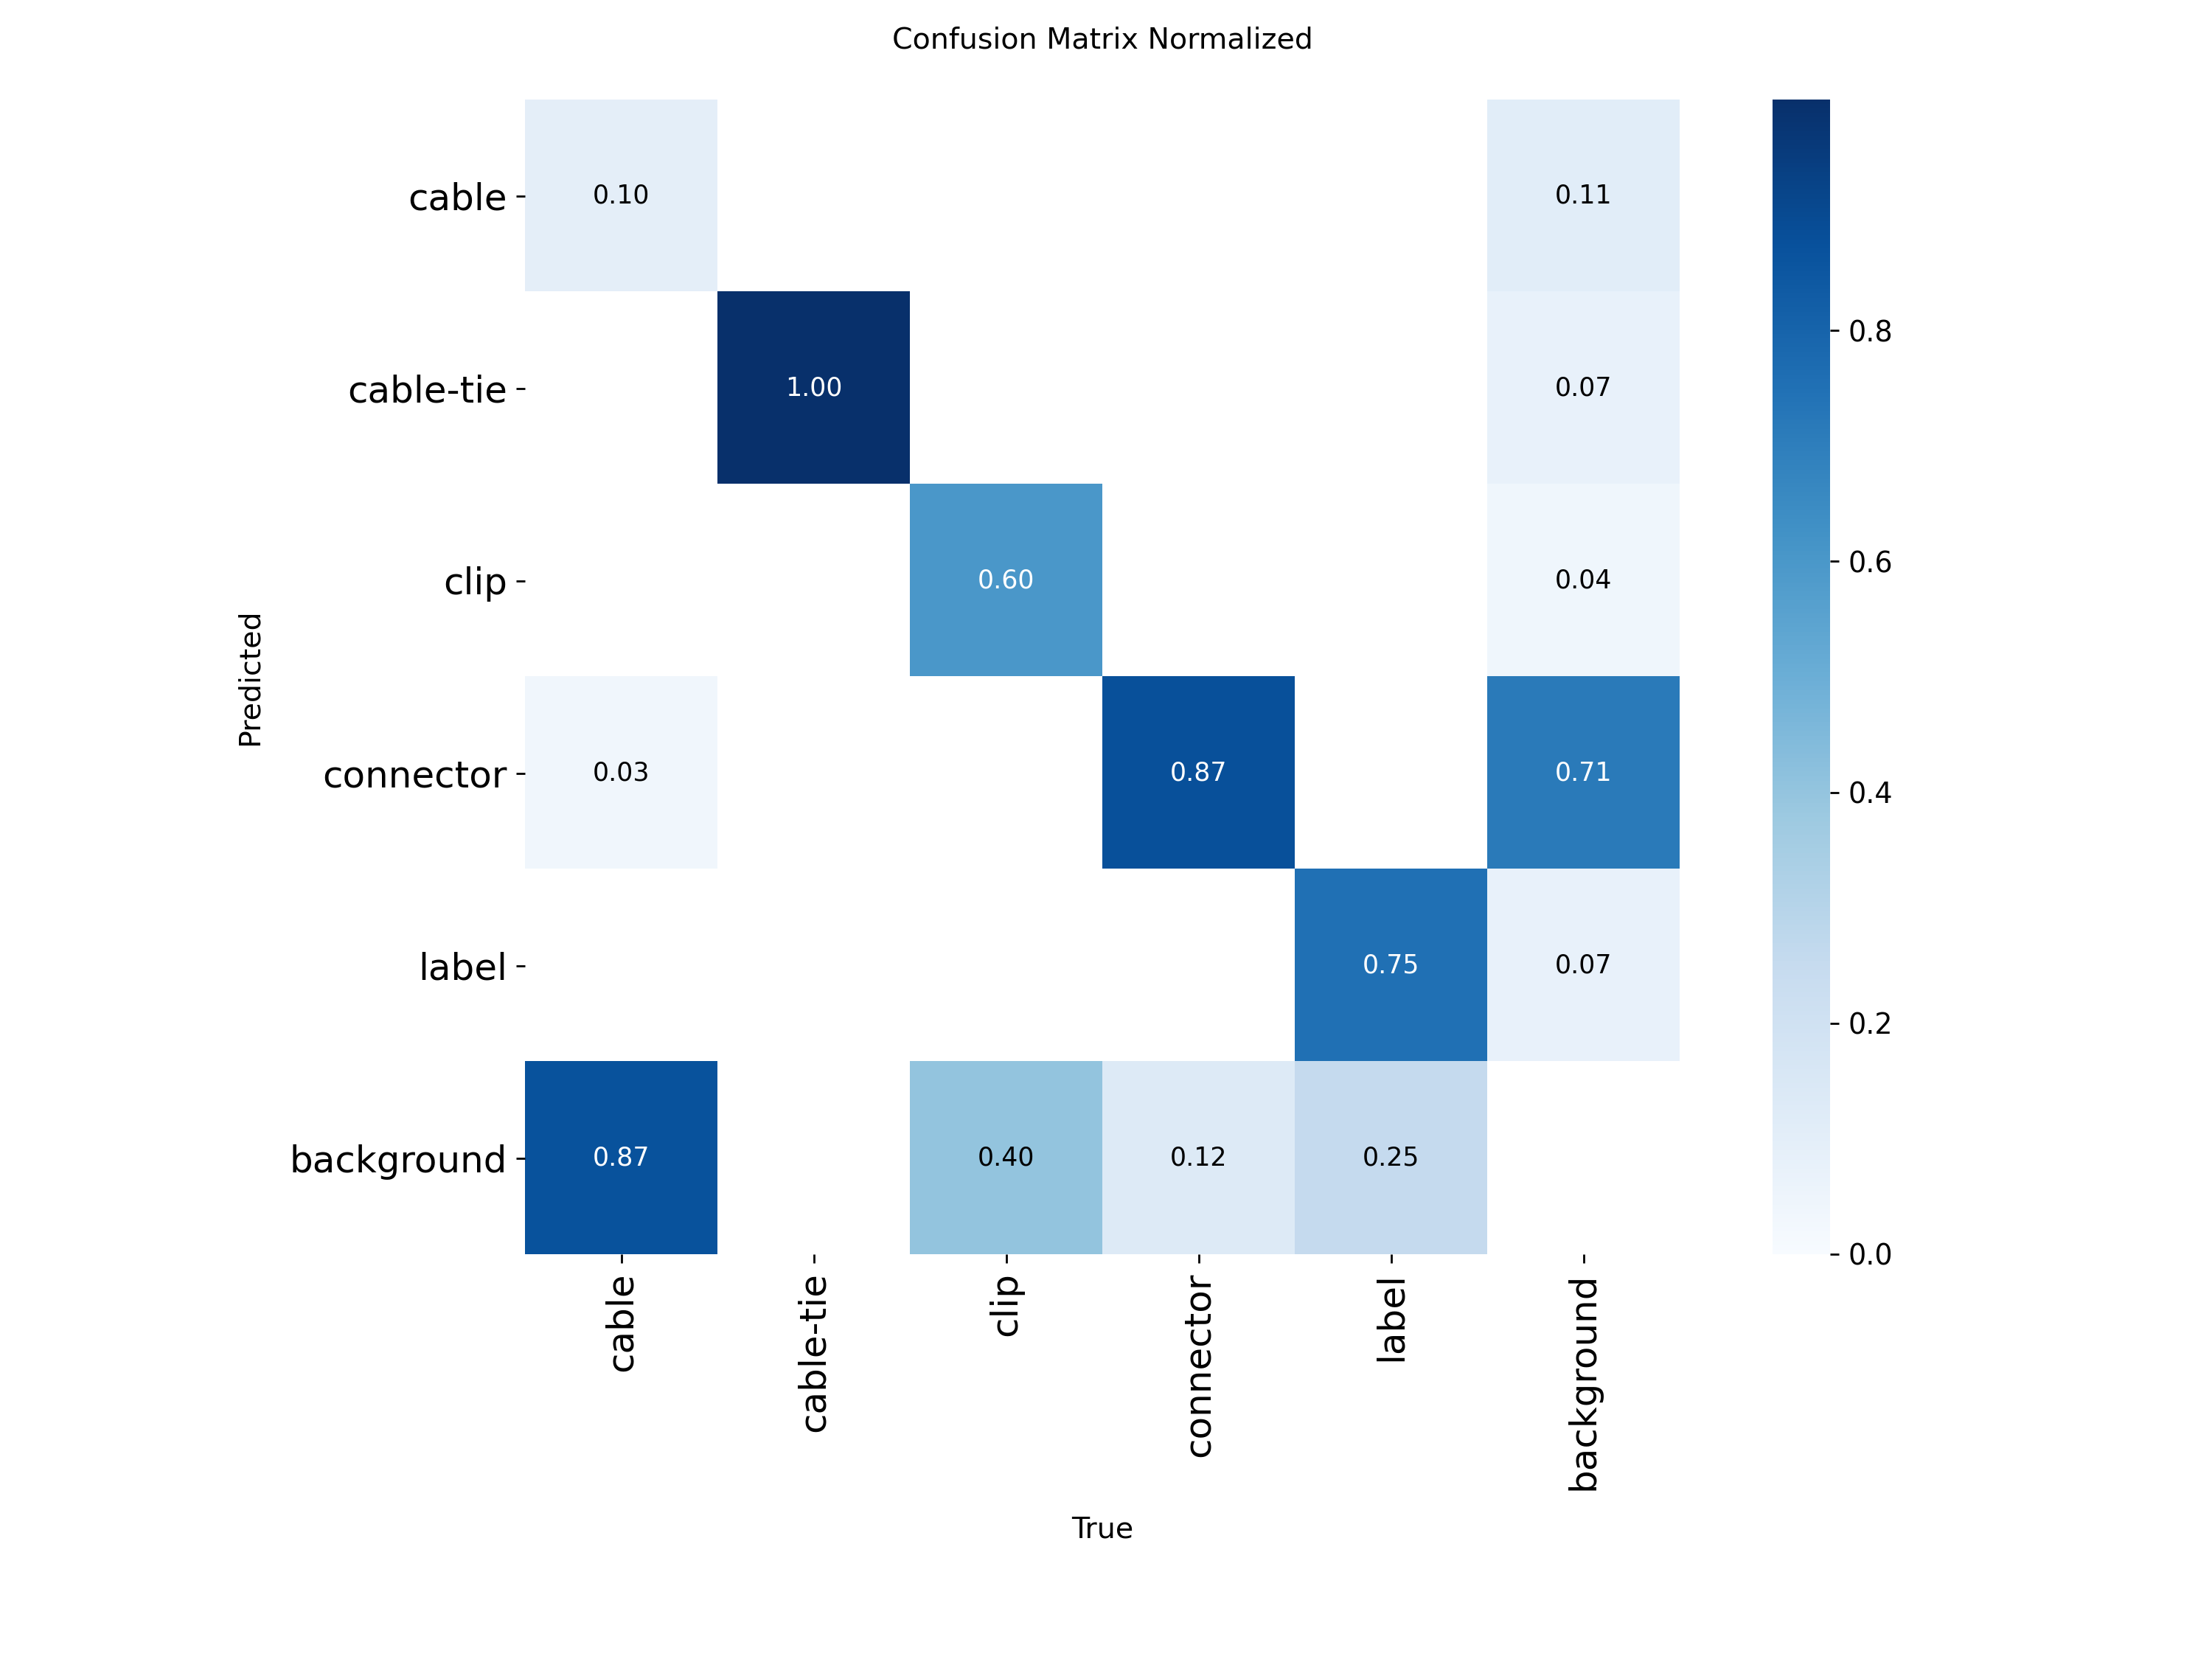 Confusion Matrix Normalized
cable
0.10
0.11
cable-tie
1.00
0.07
clip
0.60
0.04
connector
0.03
0.87
0.71
label
0.75
0.07
background
0.87
0.40
0.12
0.25
Predicted
cable
cable-tie
clip
connector
label
background
True
0.8
0.6
0.4
0.2
0.0